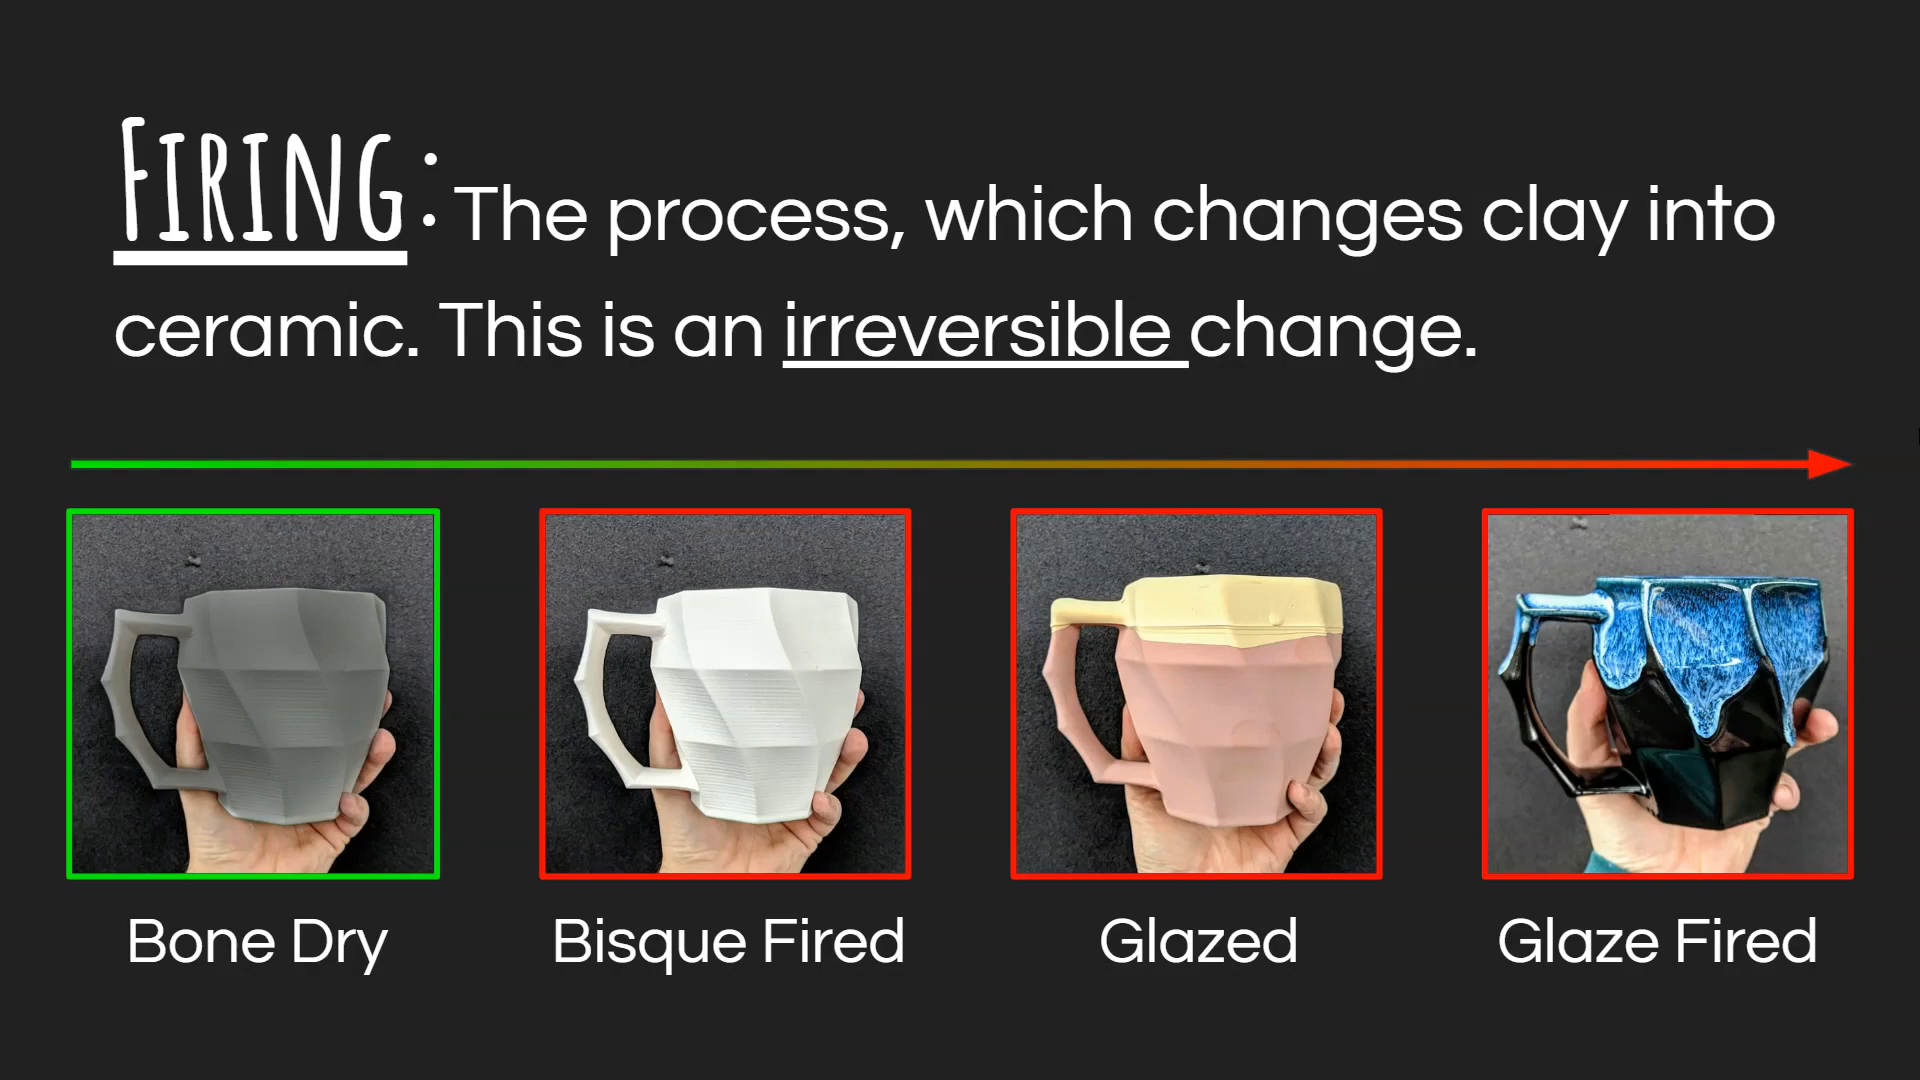 FIRING: The process, which changes clay into
ceramic. This is an irreversible change.
Bone Dry
Bisque Fired
Glazed
Glaze Fired